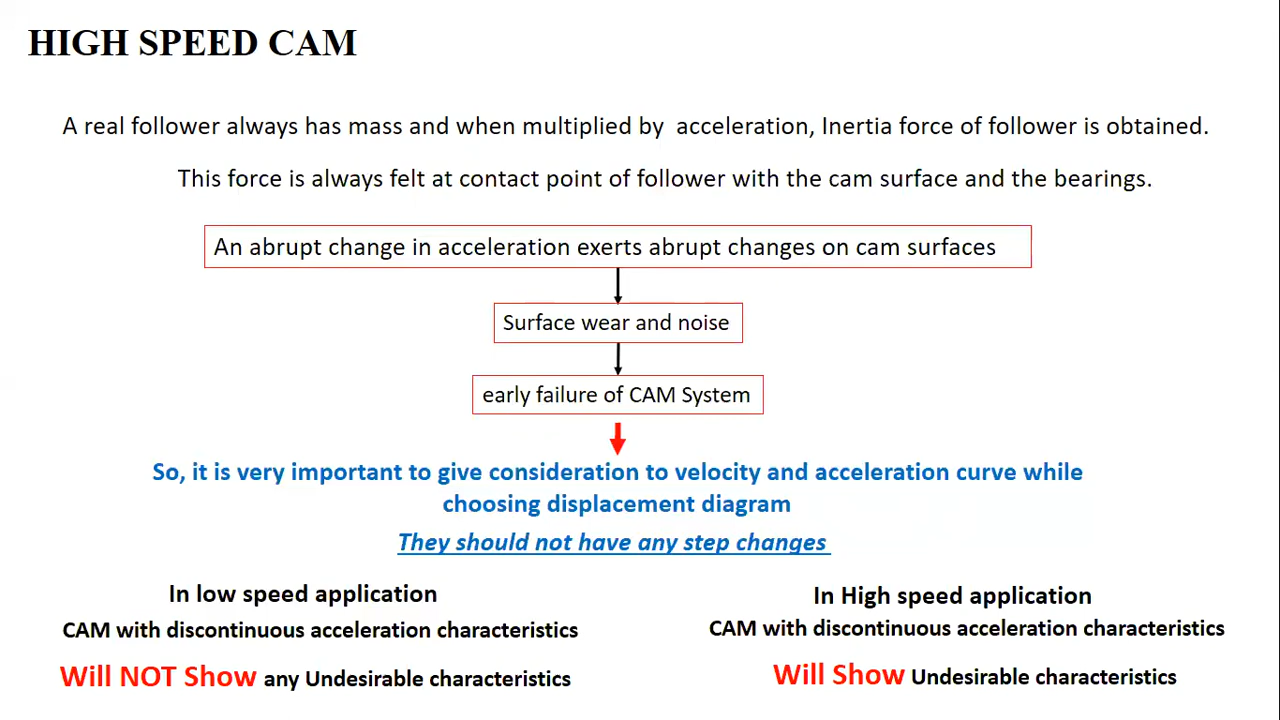 HIGH SPEED CAM
A real follower always has mass and when multiplied by acceleration, Inertia force of follower is obtained.
This force is always felt at contact point of follower with the cam surface and the bearings.
An abrupt change in acceleration exerts abrupt changes on cam surfaces
Surface wear and noise
early failure of CAM System
So, it is very important to give consideration to velocity and acceleration curve while
choosing displacement diagram
They should not have any step changes
In low speed application
CAM with discontinuous acceleration characteristics
Will NOT Show any Undesirable characteristics
In High speed application
CAM with discontinuous acceleration characteristics
Will Show Undesirable characteristics